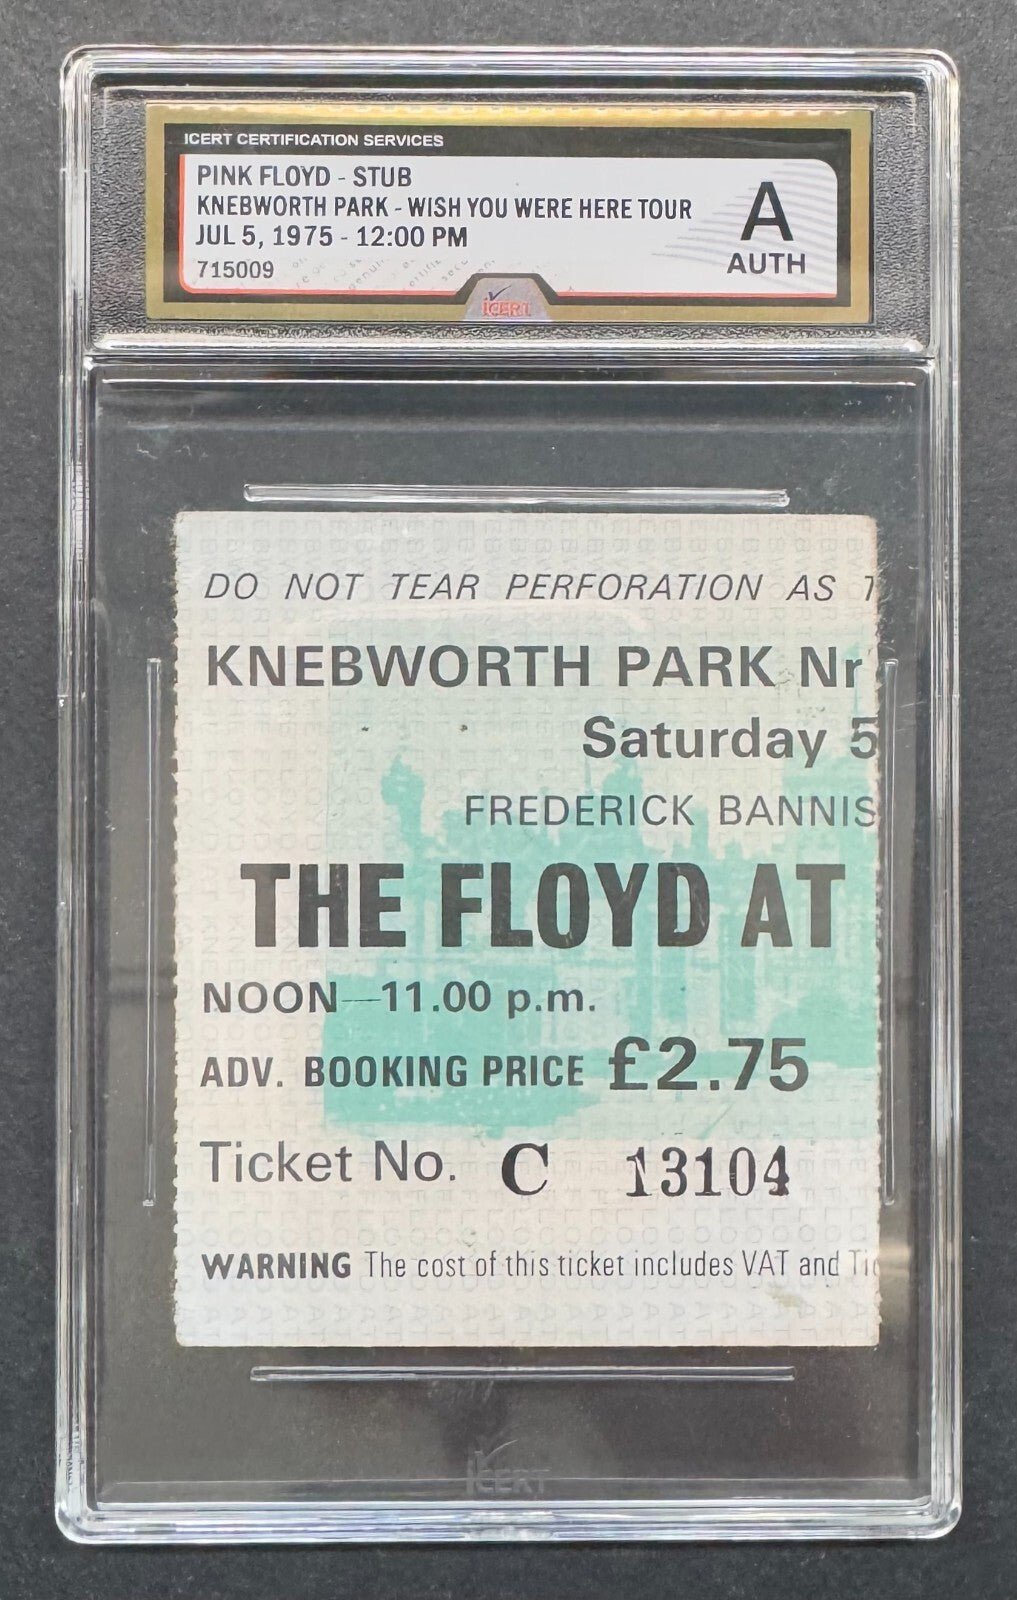 ICERT CERTIFICATION SERVICES
PINK FLOYD - STUB
KNEBWORTH PARK - WISH YOU WERE HERE TOUR
JUL 5, 1975 - 12:00 PM
715009
A
AUTH
ICERT
DO NOT TEAR PERFORATION AS
KNEBWORTH PARK Nr
Saturday 5
FREDERICK BANNIS
THE FLOYD AT
NOON—11.00 p.m.
ADV. BOOKING PRICE £2.75
Ticket No. C 13104
WARNING The cost of this ticket includes VAT and
ICERT